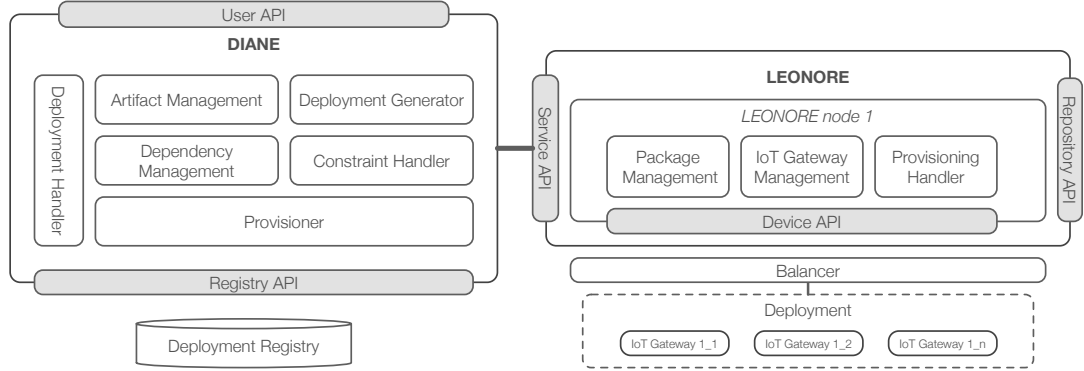 User API
DIANE
Deployment Handler
Artifact Management
Deployment Generator
Dependency
Management
Constraint Handler
Provisioner
Registry API
Deployment Registry
LEONORE
Service API
Repository API
LEONORE node 1
Package
Management
IoT Gateway
Management
Provisioning
Handler
Device API
Balancer
Deployment
IoT Gateway 1_1
IoT Gateway 1_2
IoT Gateway 1_n